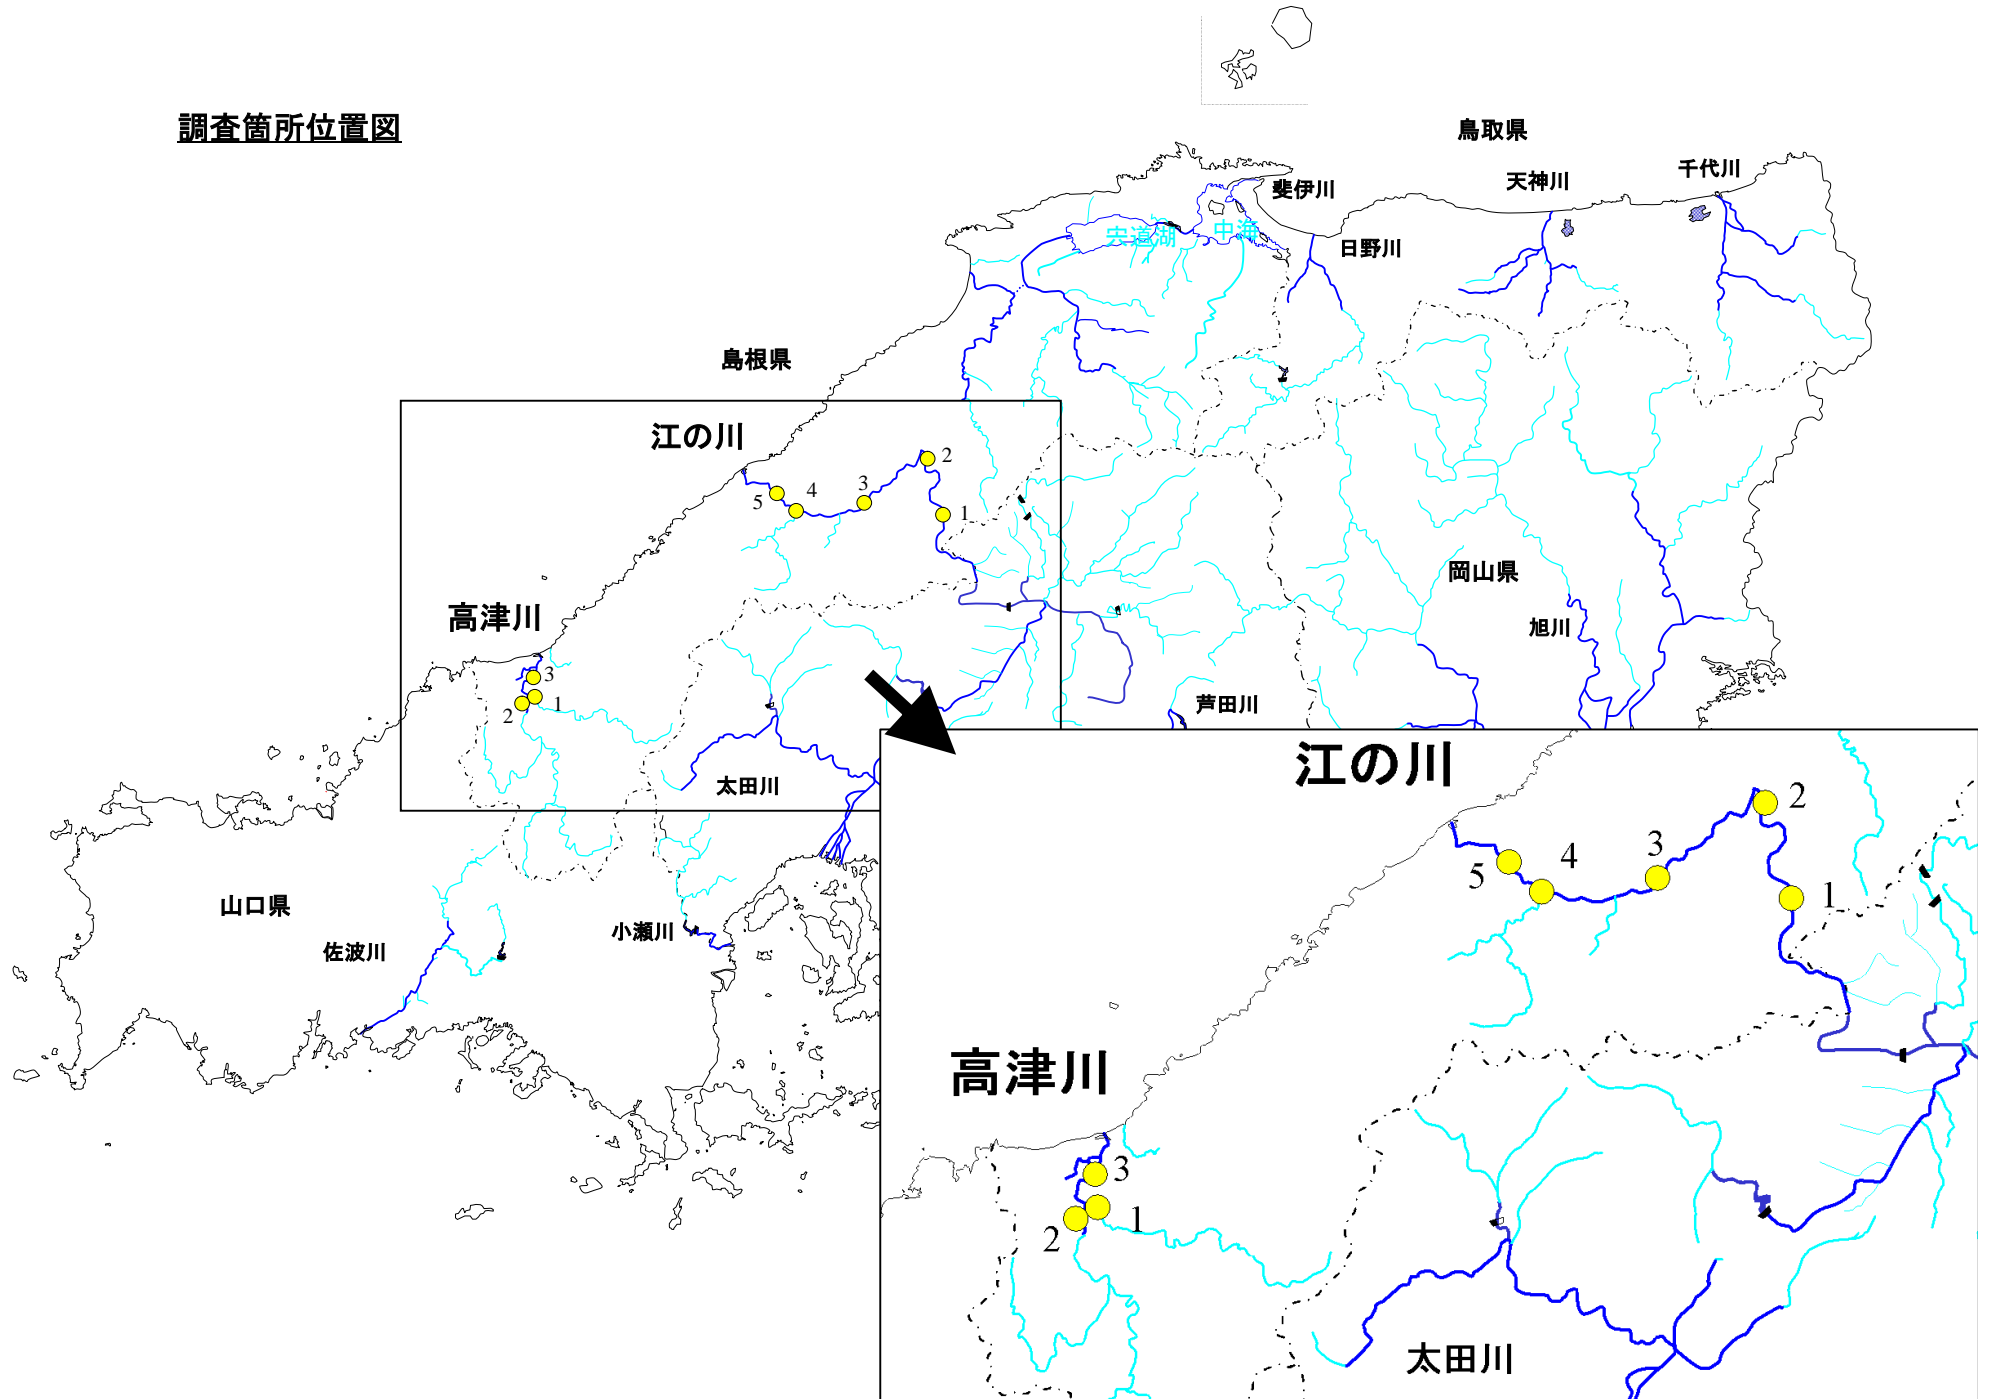 調査箇所位置図
鳥取県
千代川
天神川
斐伊川
宍道湖
中海
日野川
島根県
江の川
2
3
4
5
1
岡山県
高津川
旭川
3
1
2
芦田川
太田川
江の川
2
3
4
5
1
山口県
小瀬川
佐波川
高津川
3
1
2
太田川